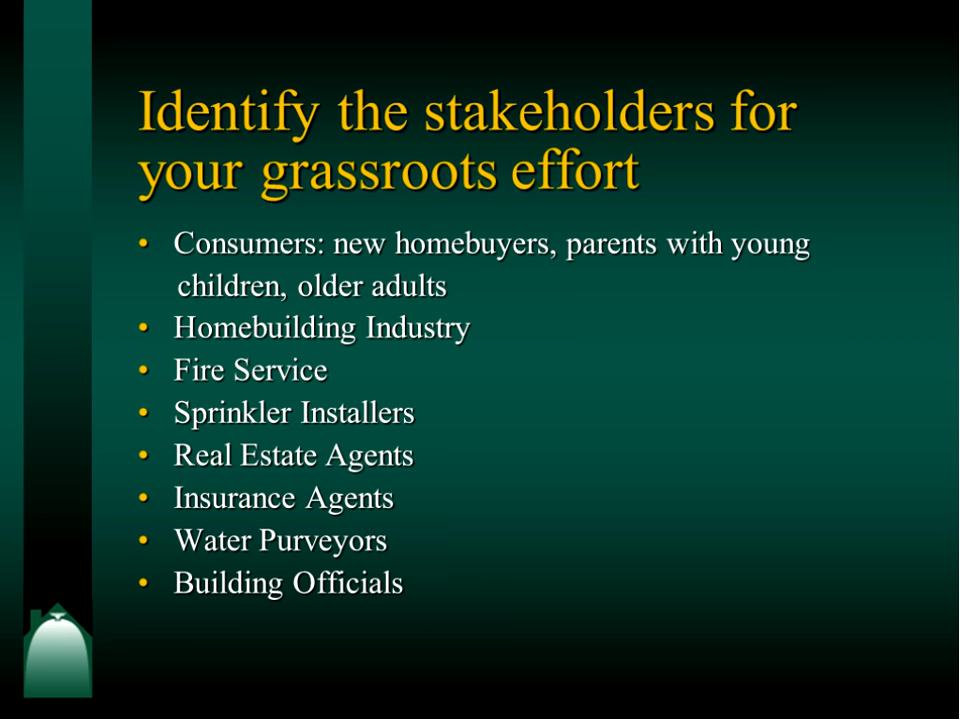 Identify the stakeholders for
your grassroots effort
• Consumers: new homebuyers, parents with young
children, older adults
• Homebuilding Industry
• Fire Service
• Sprinkler Installers
• Real Estate Agents
• Insurance Agents
• Water Purveyors
• Building Officials